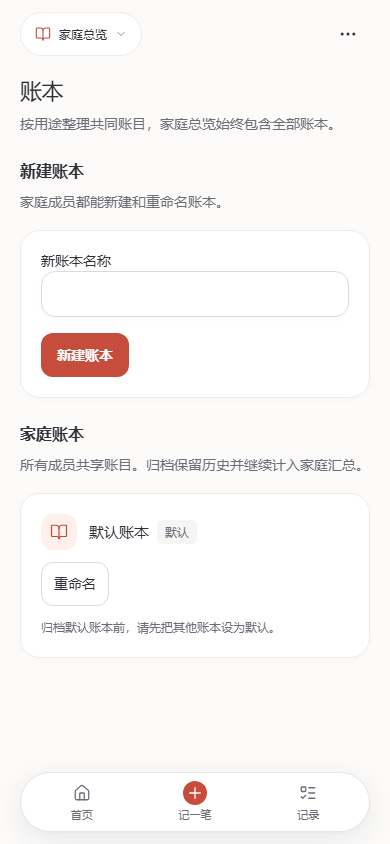 家庭总览
账本
按用途整理共同账目，家庭总览始终包含全部账本。
新建账本
家庭成员都能新建和重命名账本。
新账本名称
新建账本
家庭账本
所有成员共享账目。归档保留历史并继续计入家庭汇总。
默认账本 默认
重命名
归档默认账本前，请先把其他账本设为默认。
首页 记一笔 记录